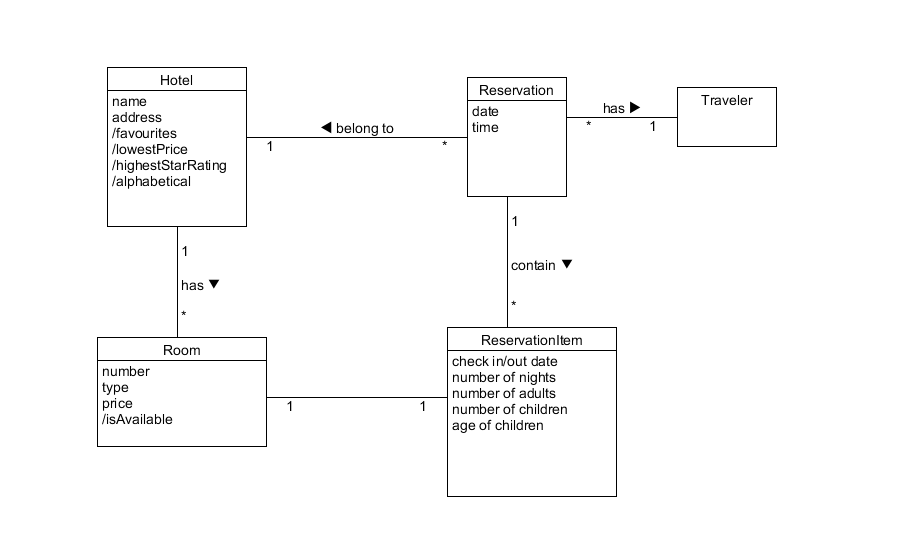 Hotel
name
address
/favourites
/lowestPrice
/highestStarRating
/alphabetical
◀ belong to
1
*
Reservation
date
time
has ▶
*
1
Traveler
1
has ▼
*
1
contain ▼
*
Room
number
type
price
/isAvailable
1
1
ReservationItem
check in/out date
number of nights
number of adults
number of children
age of children